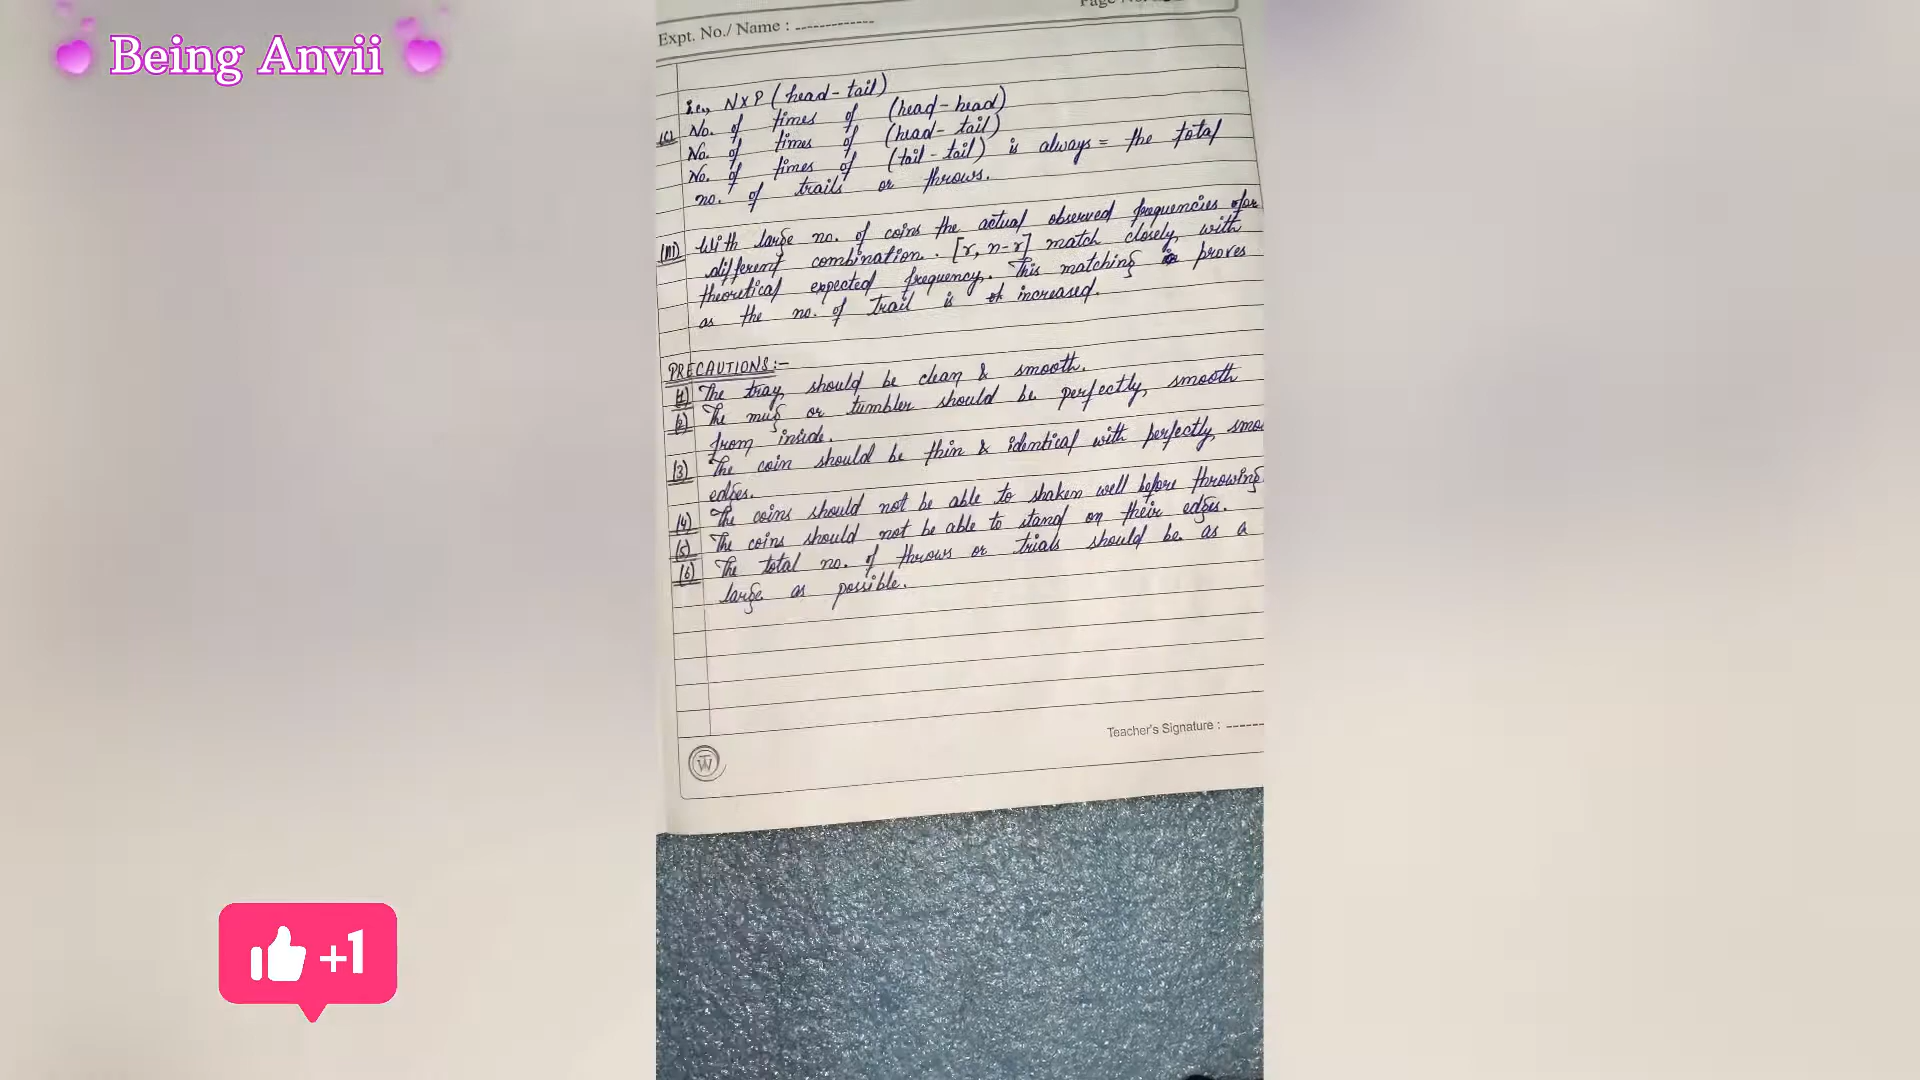 Being Anvii
Expt. No./ Name :
i.e., N×P (head-tail)
(c) No. of times of (head-head)
No. of times of (head-tail)
No. of times of (tail-tail) is always = the total
no. of trails or throws.
(III) With large no. of coins the actual observed frequencies of
different combination. [r, n-r] match closely with
theoretical expected frequency. This matching proves
as the no. of trail is increased.
PRECAUTIONS:-
(1) The tray should be clean & smooth.
(2) The mug or tumbler should be perfectly smooth
from inside.
(3) The coin should be thin & identical with perfectly smo
edges.
(4) The coins should not be able to shaken well before throwing
(5) The coins should not be able to stand on their edges.
(6) The total no. of throws or trials should be as a
large as possible.
Teacher's Signature :
TW
+1